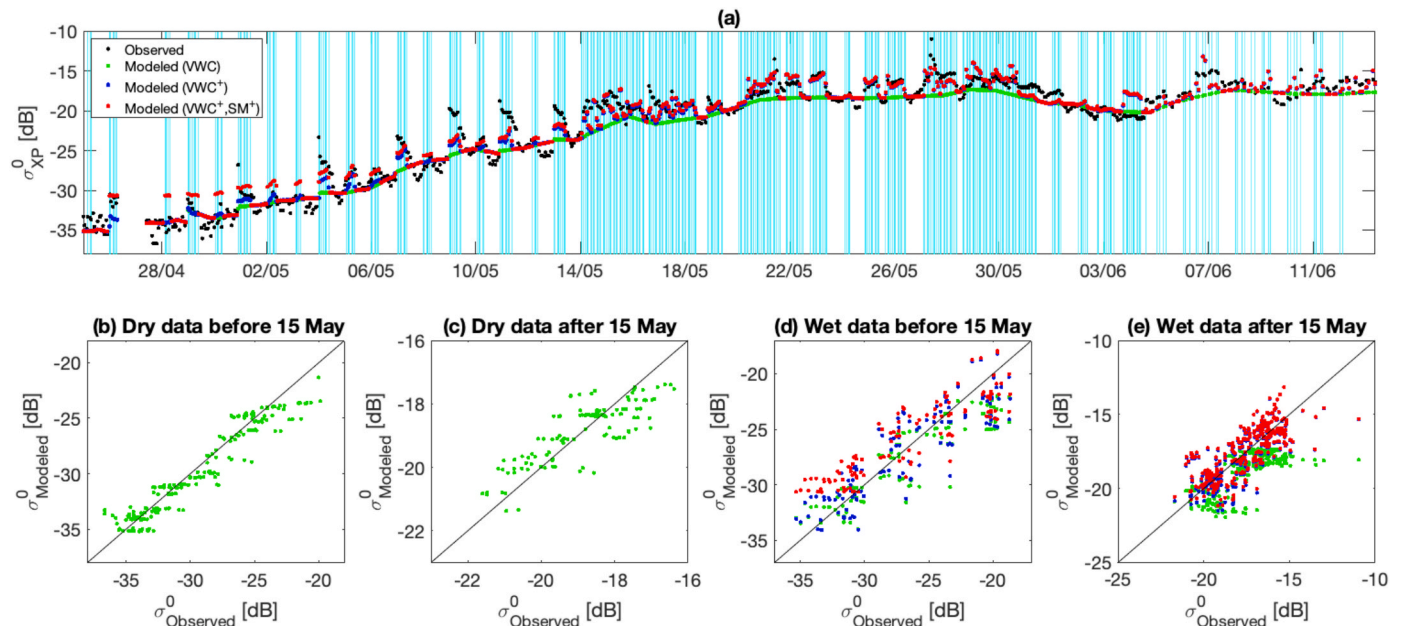 (a)
-10
-15
-20
-25
-30
-35
σ⁰XP [dB]
Observed
Modeled (VWC)
Modeled (VWC⁺)
Modeled (VWC⁺,SM⁺)
28/04 02/05 06/05 10/05 14/05 18/05 22/05 26/05 30/05 03/06 07/06 11/06
(b) Dry data before 15 May
-20
-25
-30
-35
σ⁰Modeled [dB]
-35 -30 -25 -20
σ⁰Observed [dB]
(c) Dry data after 15 May
-16
-18
-20
-22
σ⁰Modeled [dB]
-22 -20 -18 -16
σ⁰Observed [dB]
(d) Wet data before 15 May
-20
-25
-30
-35
σ⁰Modeled [dB]
-35 -30 -25 -20
σ⁰Observed [dB]
(e) Wet data after 15 May
-10
-15
-20
-25
σ⁰Modeled [dB]
-25 -20 -15 -10
σ⁰Observed [dB]